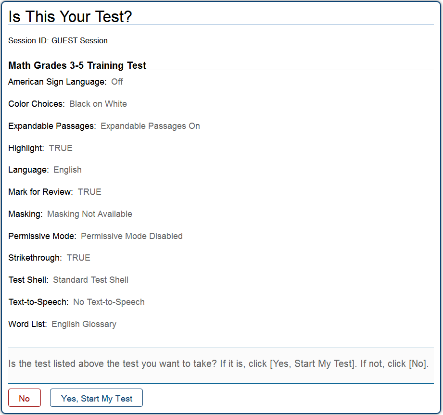 Is This Your Test?
Session ID: GUEST Session
Math Grades 3-5 Training Test
American Sign Language: Off
Color Choices: Black on White
Expandable Passages: Expandable Passages On
Highlight: TRUE
Language: English
Mark for Review: TRUE
Masking: Masking Not Available
Permissive Mode: Permissive Mode Disabled
Strikethrough: TRUE
Test Shell: Standard Test Shell
Text-to-Speech: No Text-to-Speech
Word List: English Glossary
Is the test listed above the test you want to take? If it is, click [Yes, Start My Test]. If not, click [No].
No Yes, Start My Test